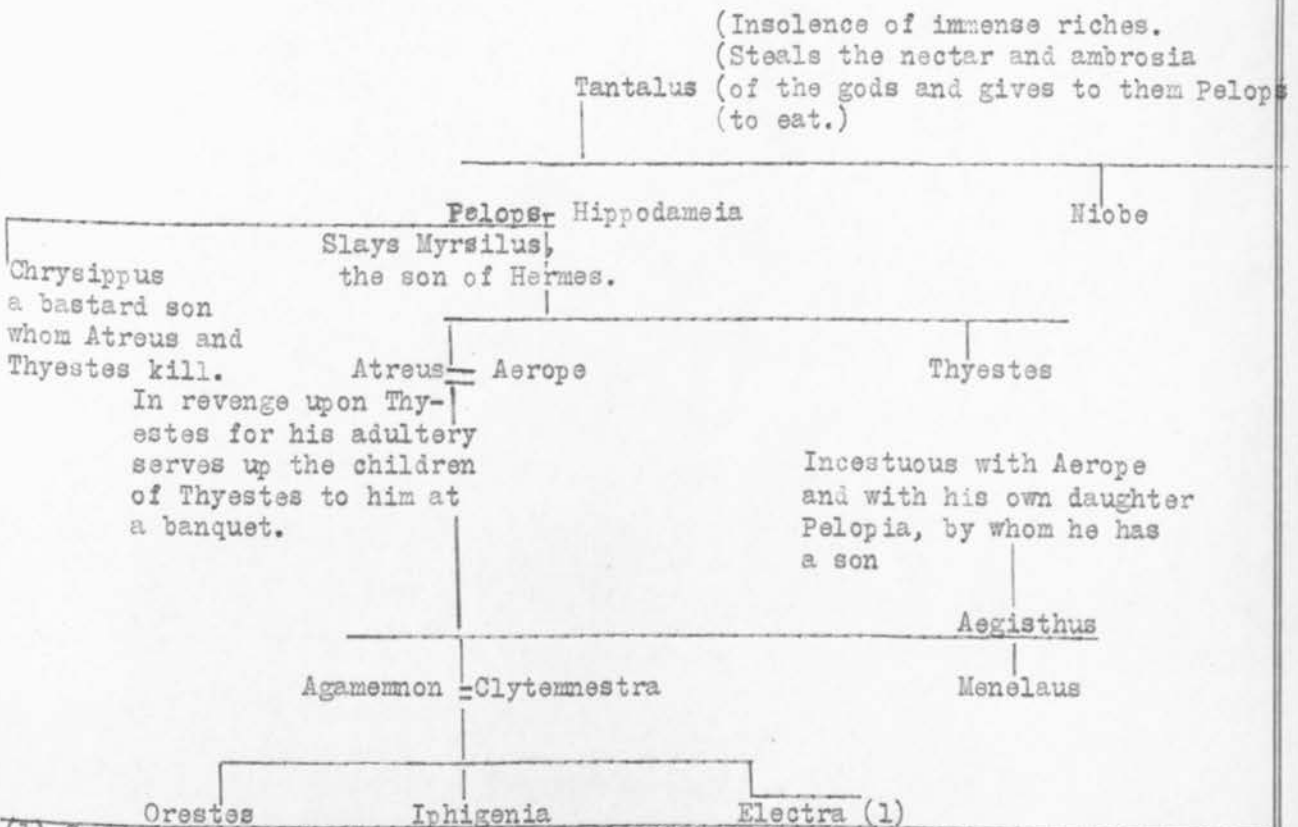 (Insolence of immense riches.
(Steals the nectar and ambrosia
Tantalus (of the gods and gives to them Pelops
(to eat.)
Pelops Hippodameia
Niobe
Slays Myrsilus,
the son of Hermes.
Chrysippus
a bastard son
whom Atreus and
Thyestes kill.
Atreus = Aerope
Thyestes
In revenge upon Thy-
estes for his adultery
serves up the children
of Thyestes to him at
a banquet.
Incestuous with Aerope
and with his own daughter
Pelopia, by whom he has
a son
Aegisthus
Agamemnon =Clytemnestra
Menelaus
Orestes Iphigenia Electra (1)